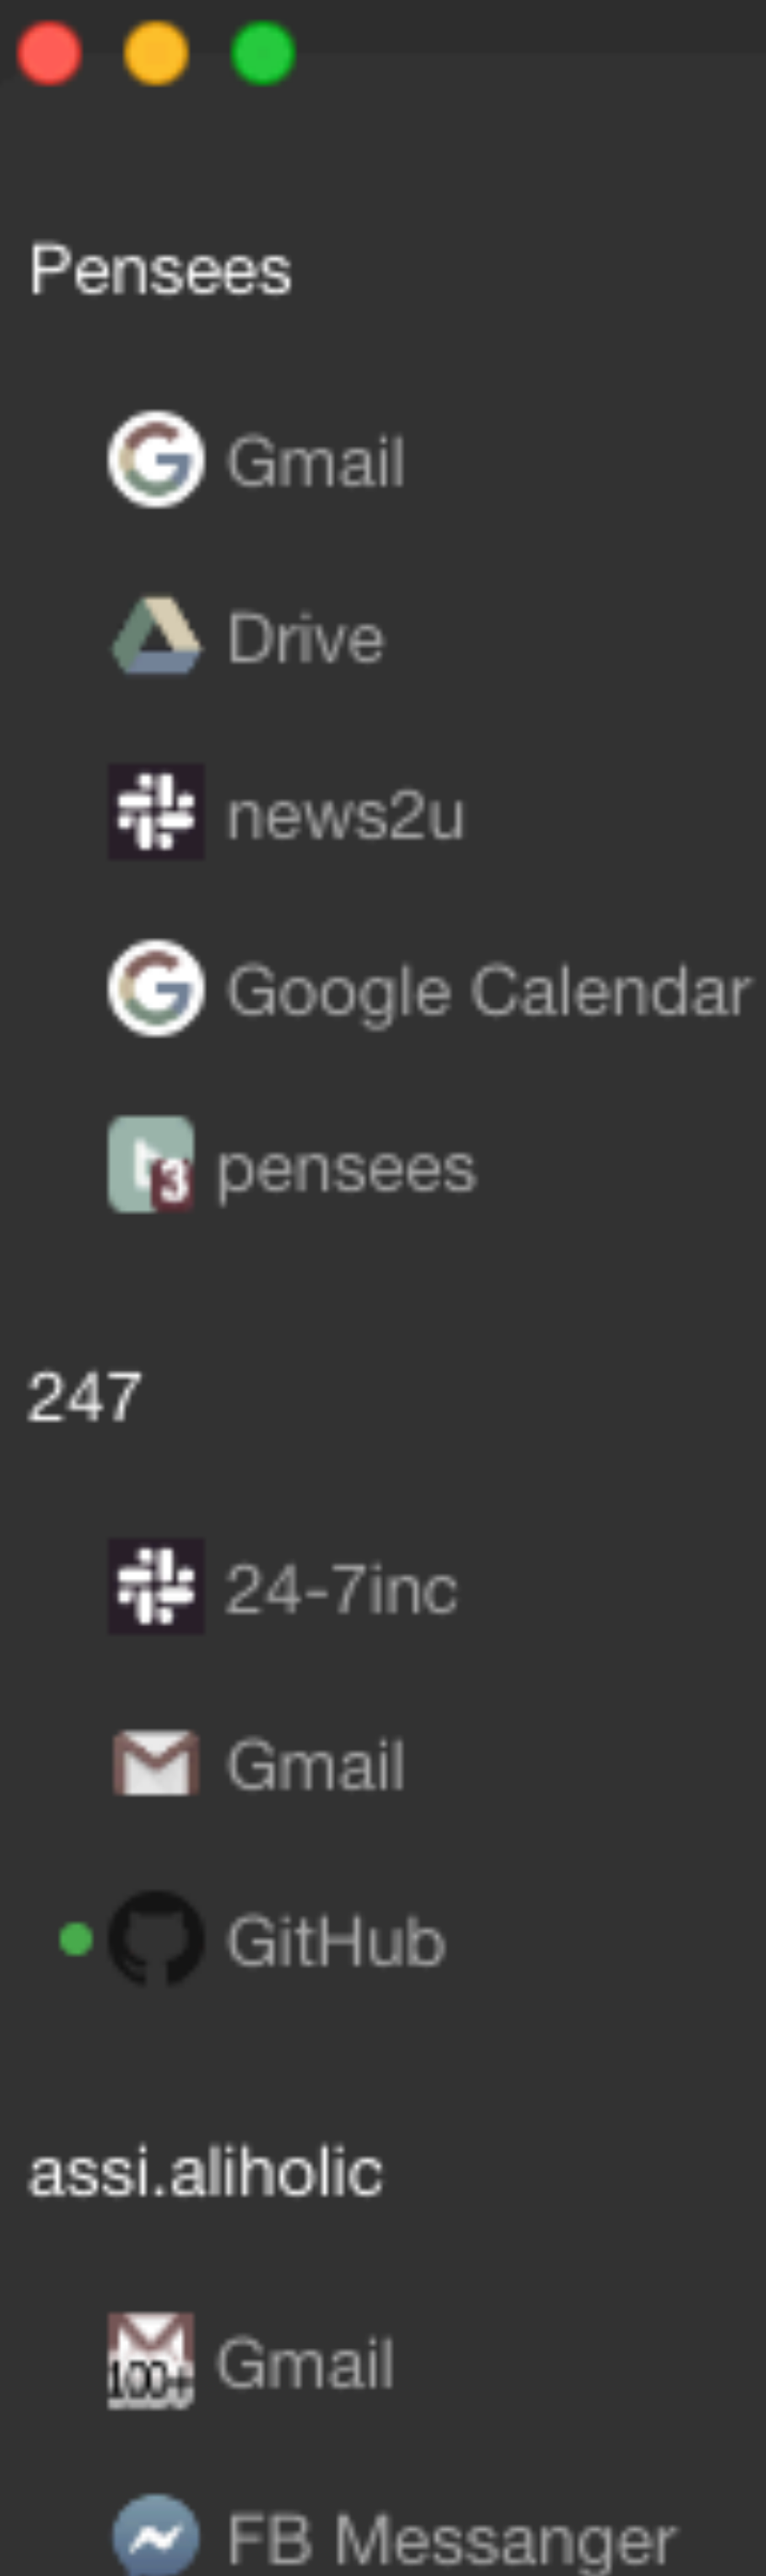 Pensees
Gmail
Drive
news2u
Google Calendar
3
pensees
247
24-7inc
Gmail
GitHub
assi.aliholic
100+
Gmail
FB Messanger